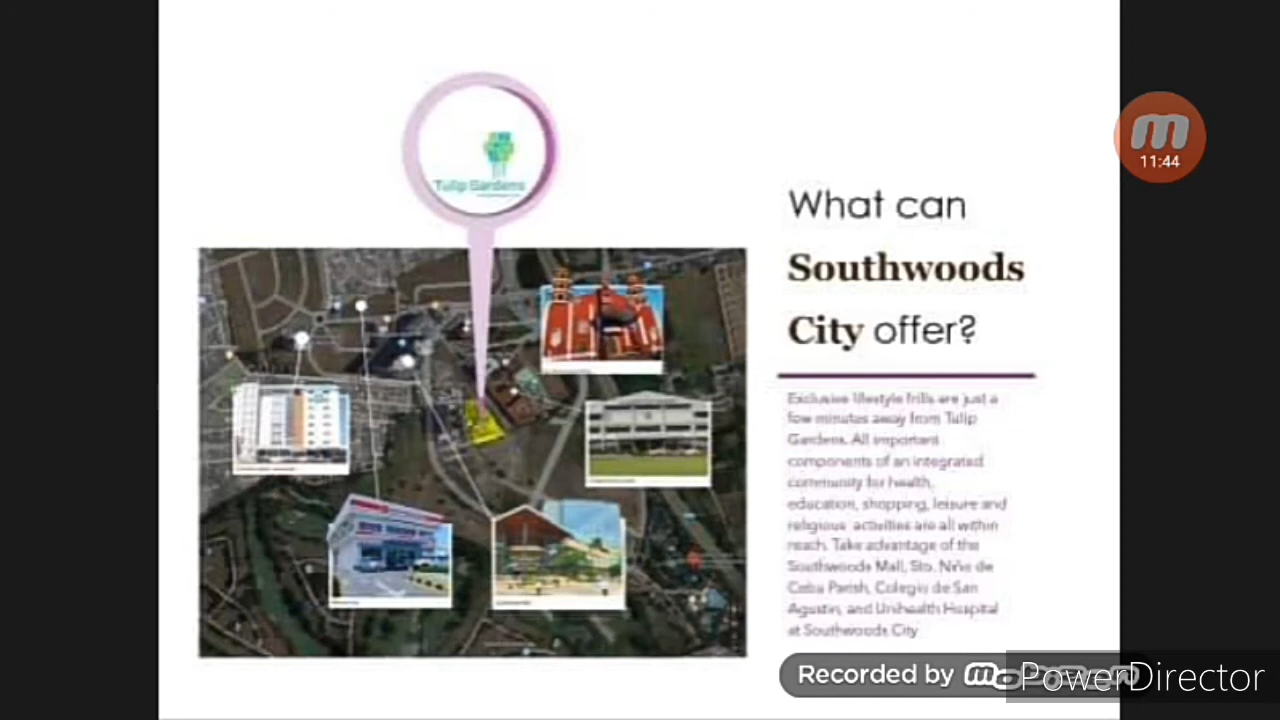 Tulip Gardens
11:44
What can
Southwoods
City offer?
Exclusive lifestyle frills are just a
few minutes away from Tulip
Gardens. All important
components of an integrated
community for health,
education, shopping, leisure and
religious activities are all within
reach. Take advantage of the
Southwoods Mall, Sto. Niño de
Cebu Parish, Colegio de San
Agustin, and Unihealth Hospital
at Southwoods City
Recorded by
PowerDirector